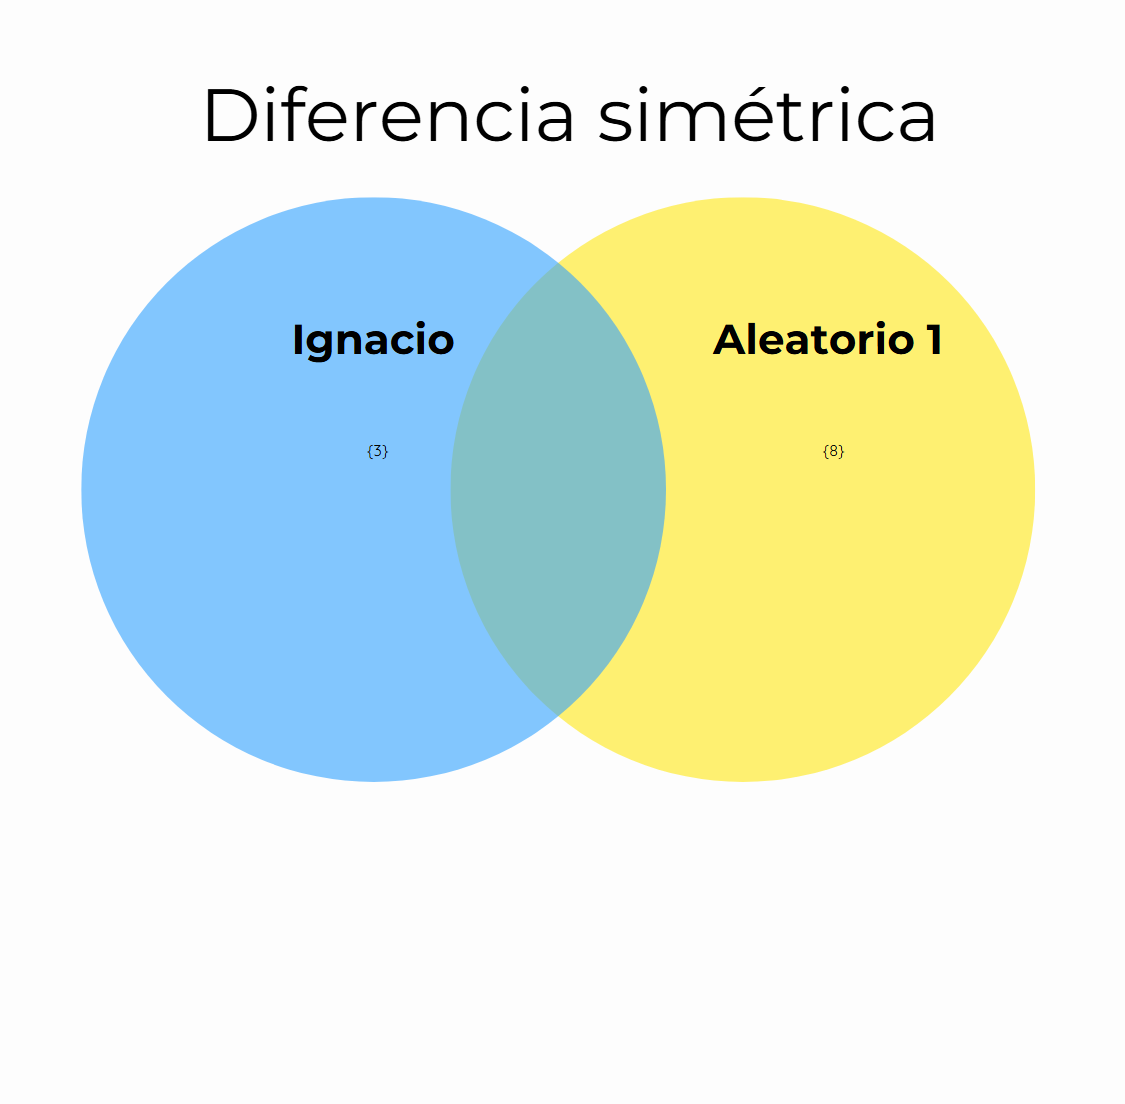 Diferencia simétrica
Ignacio
Aleatorio 1
{3}
{8}